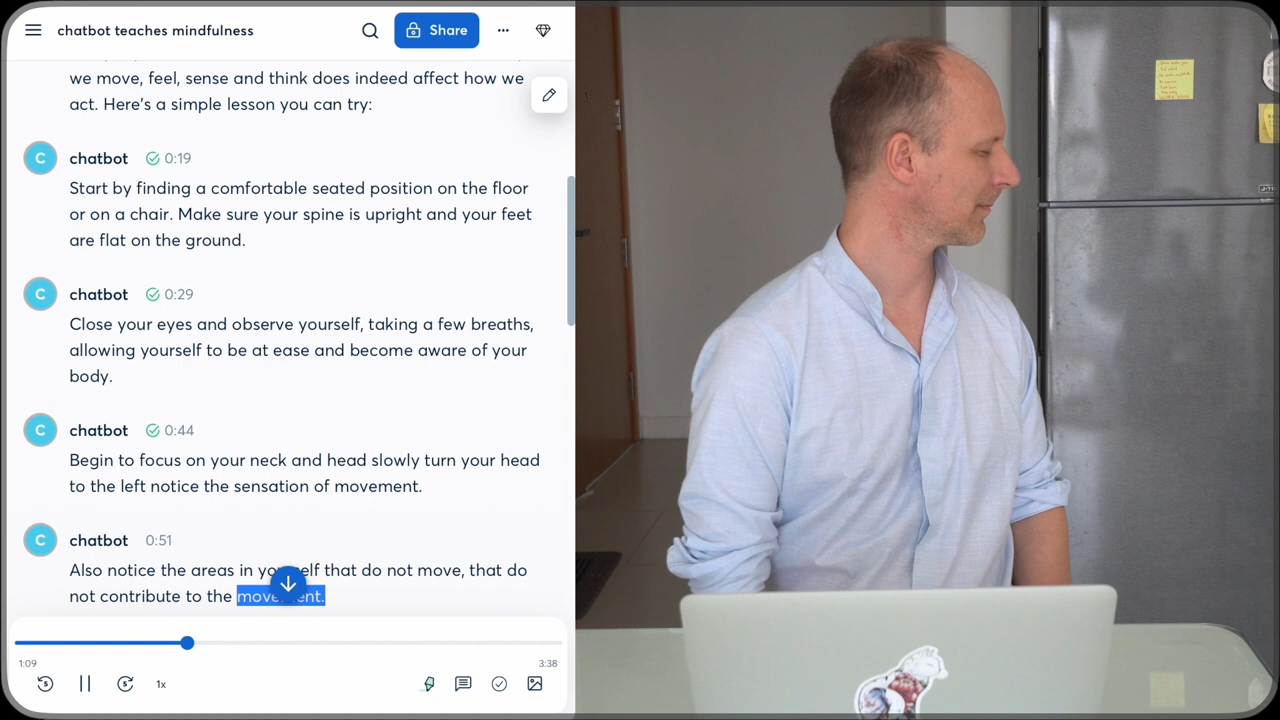 chatbot teaches mindfulness
Share
we move, feel, sense and think does indeed affect how we
act. Here's a simple lesson you can try:
C chatbot 0:19
Start by finding a comfortable seated position on the floor
or on a chair. Make sure your spine is upright and your feet
are flat on the ground.
C chatbot 0:29
Close your eyes and observe yourself, taking a few breaths,
allowing yourself to be at ease and become aware of your
body.
C chatbot 0:44
Begin to focus on your neck and head slowly turn your head
to the left notice the sensation of movement.
C chatbot 0:51
Also notice the areas in yourself that do not move, that do
not contribute to the movement.
1:09
3:38
5
5
1x